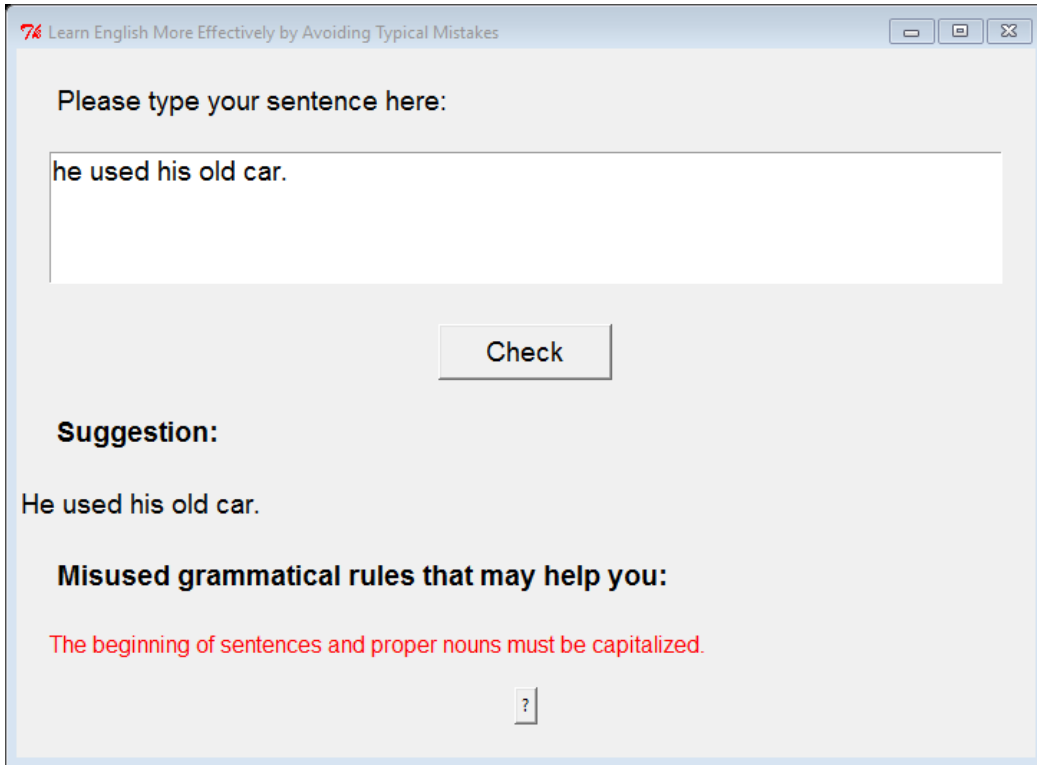 Learn English More Effectively by Avoiding Typical Mistakes
Please type your sentence here:
he used his old car.
Check
Suggestion:
He used his old car.
Misused grammatical rules that may help you:
The beginning of sentences and proper nouns must be capitalized.
?